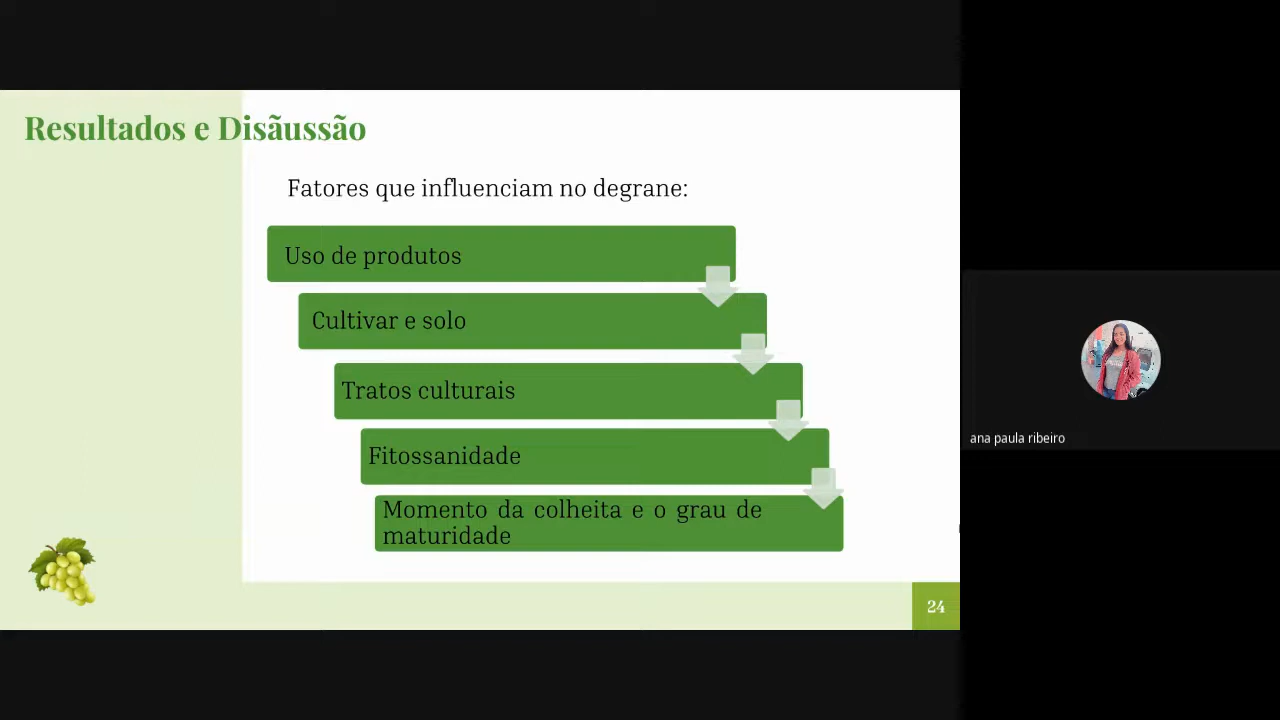 Resultados e Disãussão
Fatores que influenciam no degrane:
Uso de produtos
Cultivar e solo
Tratos culturais
Fitossanidade
Momento da colheita e o grau de
maturidade
24
ana paula ribeiro